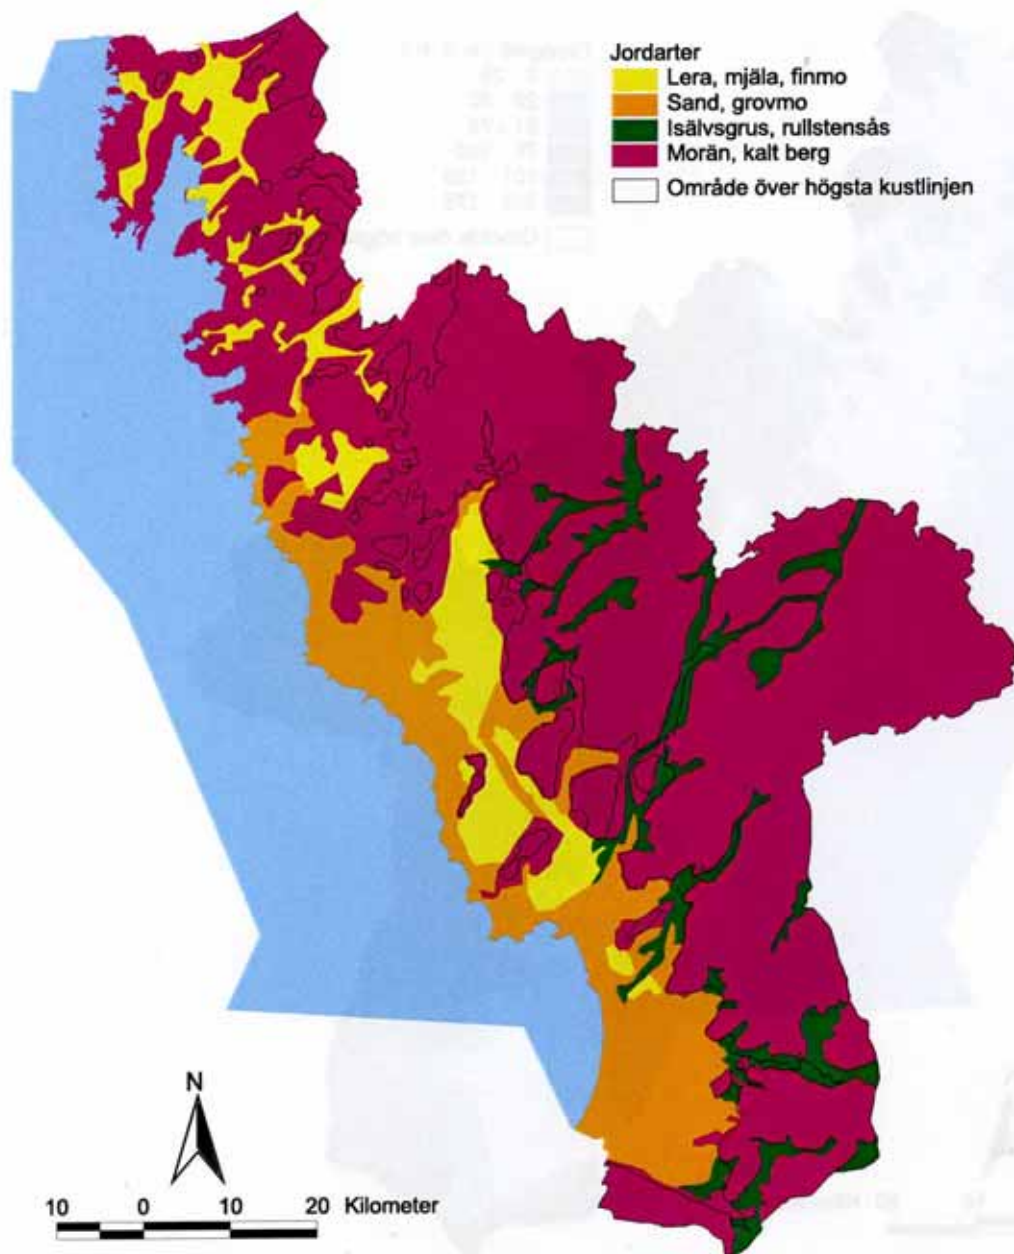 Jordarter
Lera, mjäla, finmo
Sand, grovmo
Isälvsgrus, rullstensås
Morän, kalt berg
Område över högsta kustlinjen
N
10 0 10 20 Kilometer